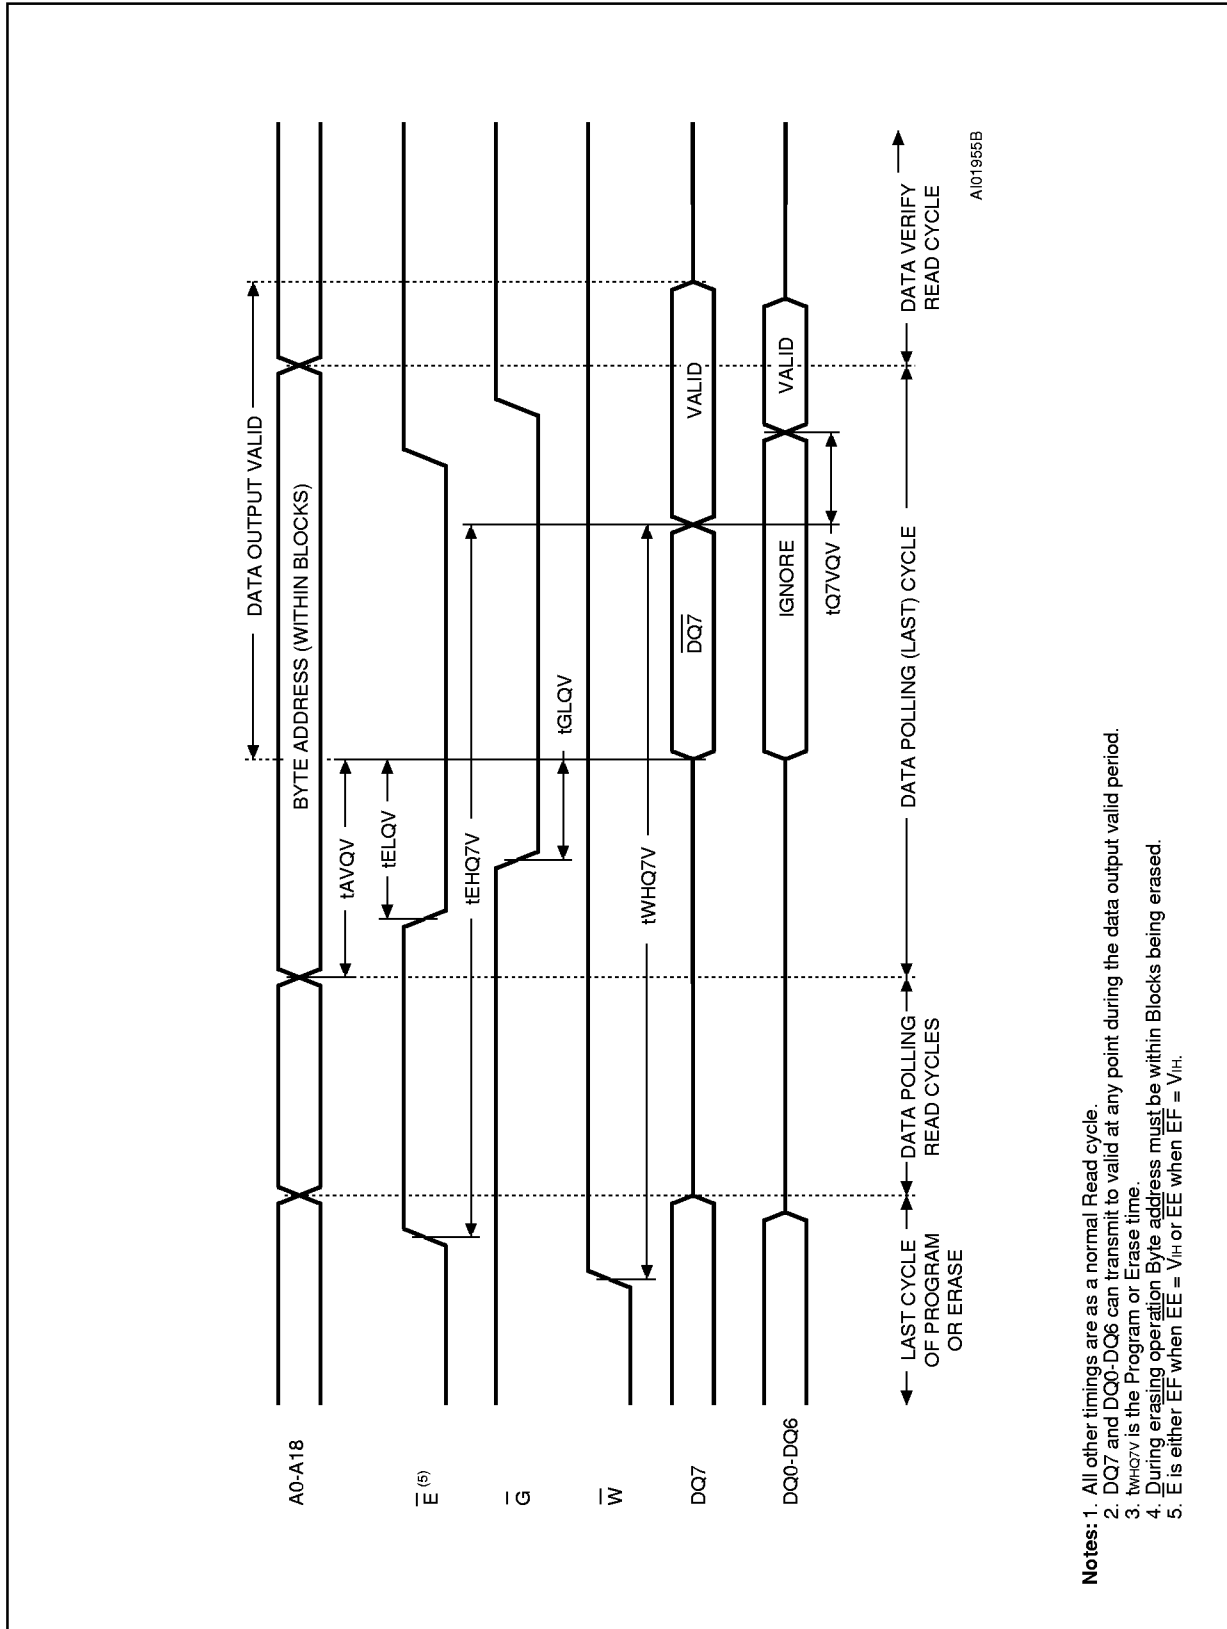 DATA OUTPUT VALID
A0-A18
BYTE ADDRESS (WITHIN BLOCKS)
tAVQV
tELQV
E̅ (5)
tEHQ7V
G̅
tGLQV
W̅
tWHQ7V
DQ7
D̅Q̅7̅
VALID
DQ0-DQ6
IGNORE
VALID
tQ7VQV
LAST CYCLE
OF PROGRAM
OR ERASE
DATA POLLING
READ CYCLES
DATA POLLING (LAST) CYCLE
DATA VERIFY
READ CYCLE
AI01955B
Notes: 1. All other timings are as a normal Read cycle.
2. DQ7 and DQ0-DQ6 can transmit to valid at any point during the data output valid period.
3. tWHQ7V is the Program or Erase time.
4. During erasing operation Byte address must be within Blocks being erased.
5. E̅ is either E̅F̅ when E̅E̅ = VIH or E̅E̅ when E̅F̅ = VIH.